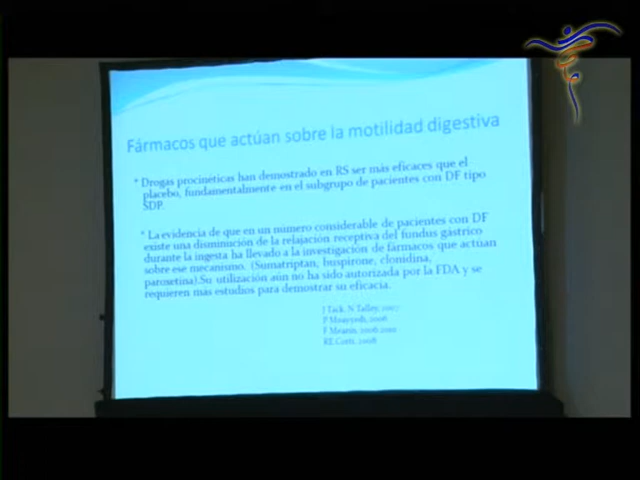 Fármacos que actúan sobre la motilidad digestiva
* Drogas procinéticas han demostrado en RS ser más eficaces que el
placebo, fundamentalmente en el subgrupo de pacientes con DF tipo
SDP.
* La evidencia de que en un número considerable de pacientes con DF
existe una disminución de la relajación receptiva del fundus gástrico
durante la ingesta ha llevado a la investigación de fármacos que actúan
sobre ese mecanismo. (Sumatriptan, buspirone, clonidina,
paroxetina).Su utilización aún no ha sido autorizada por la FDA y se
requieren mas estudios para demostrar su eficacia.
J Tack, N Talley,
P Moayyedi, 2006
F Mearin,
RE Corti, 2008